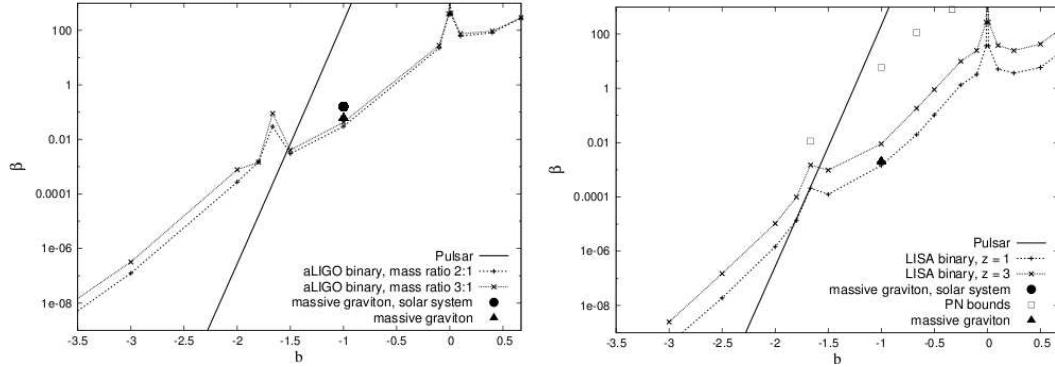 100
1
0.01
0.0001
1e-06
1e-08
β
-3.5 -3 -2.5 -2 -1.5 -1 -0.5 0 0.5
b
Pulsar
aLIGO binary, mass ratio 2:1
aLIGO binary, mass ratio 3:1
massive graviton, solar system
massive graviton
100
1
0.01
0.0001
1e-06
1e-08
β
-3.5 -3 -2.5 -2 -1.5 -1 -0.5 0 0.5
b
Pulsar
LISA binary, z = 1
LISA binary, z = 3
massive graviton, solar system
PN bounds
massive graviton